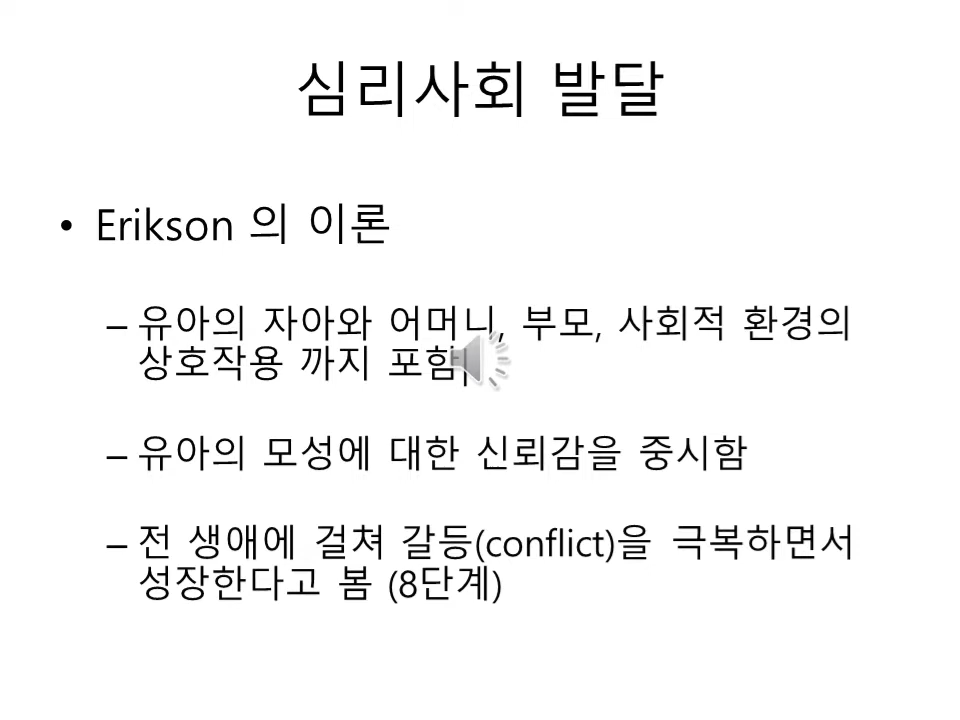 심리사회 발달
• Erikson 의 이론
– 유아의 자아와 어머니, 부모, 사회적 환경의
상호작용 까지 포함
– 유아의 모성에 대한 신뢰감을 중시함
– 전 생애에 걸쳐 갈등(conflict)을 극복하면서
성장한다고 봄 (8단계)